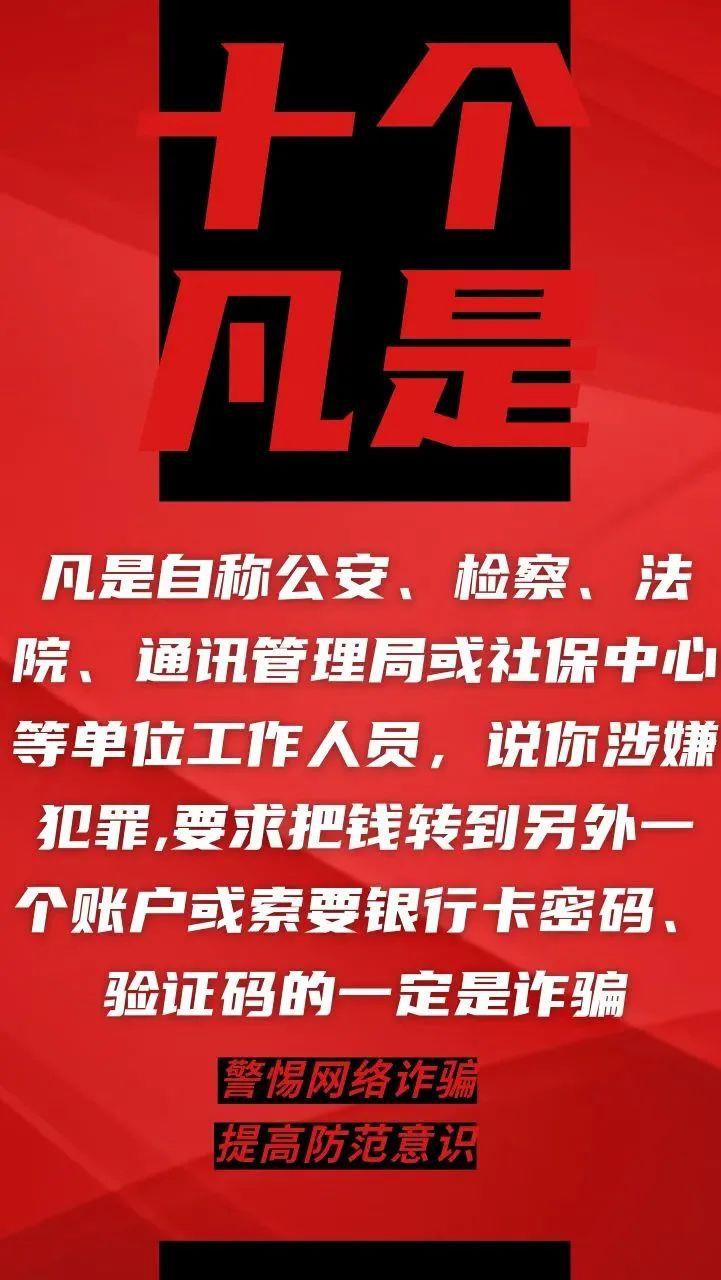 十个
凡是
凡是自称公安、检察、法
院、通讯管理局或社保中心
等单位工作人员，说你涉嫌
犯罪,要求把钱转到另外一
个账户或索要银行卡密码、
验证码的一定是诈骗
警惕网络诈骗
提高防范意识